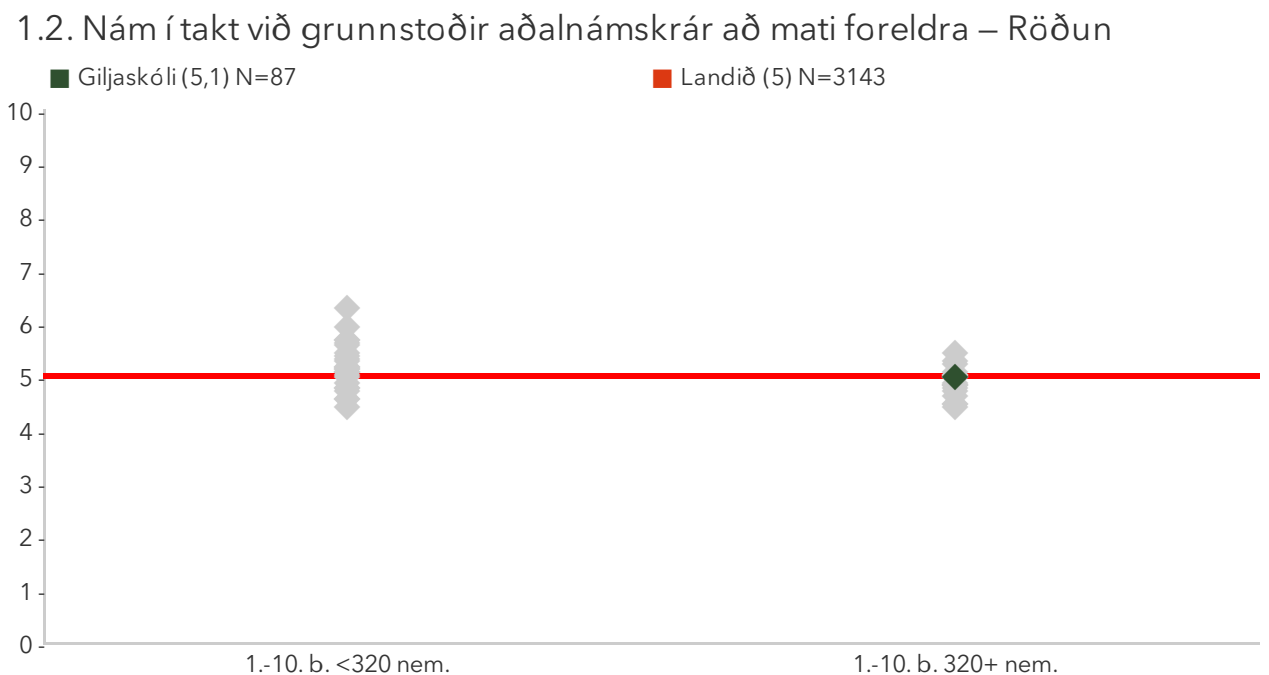 1.2. Nám í takt við grunnstoðir aðalnámskrár að mati foreldra – Röðun
Giljaskóli (5,1) N=87
Landið (5) N=3143
10
9
8
7
6
5
4
3
2
1
0
1.-10. b. <320 nem.
1.-10. b. 320+ nem.